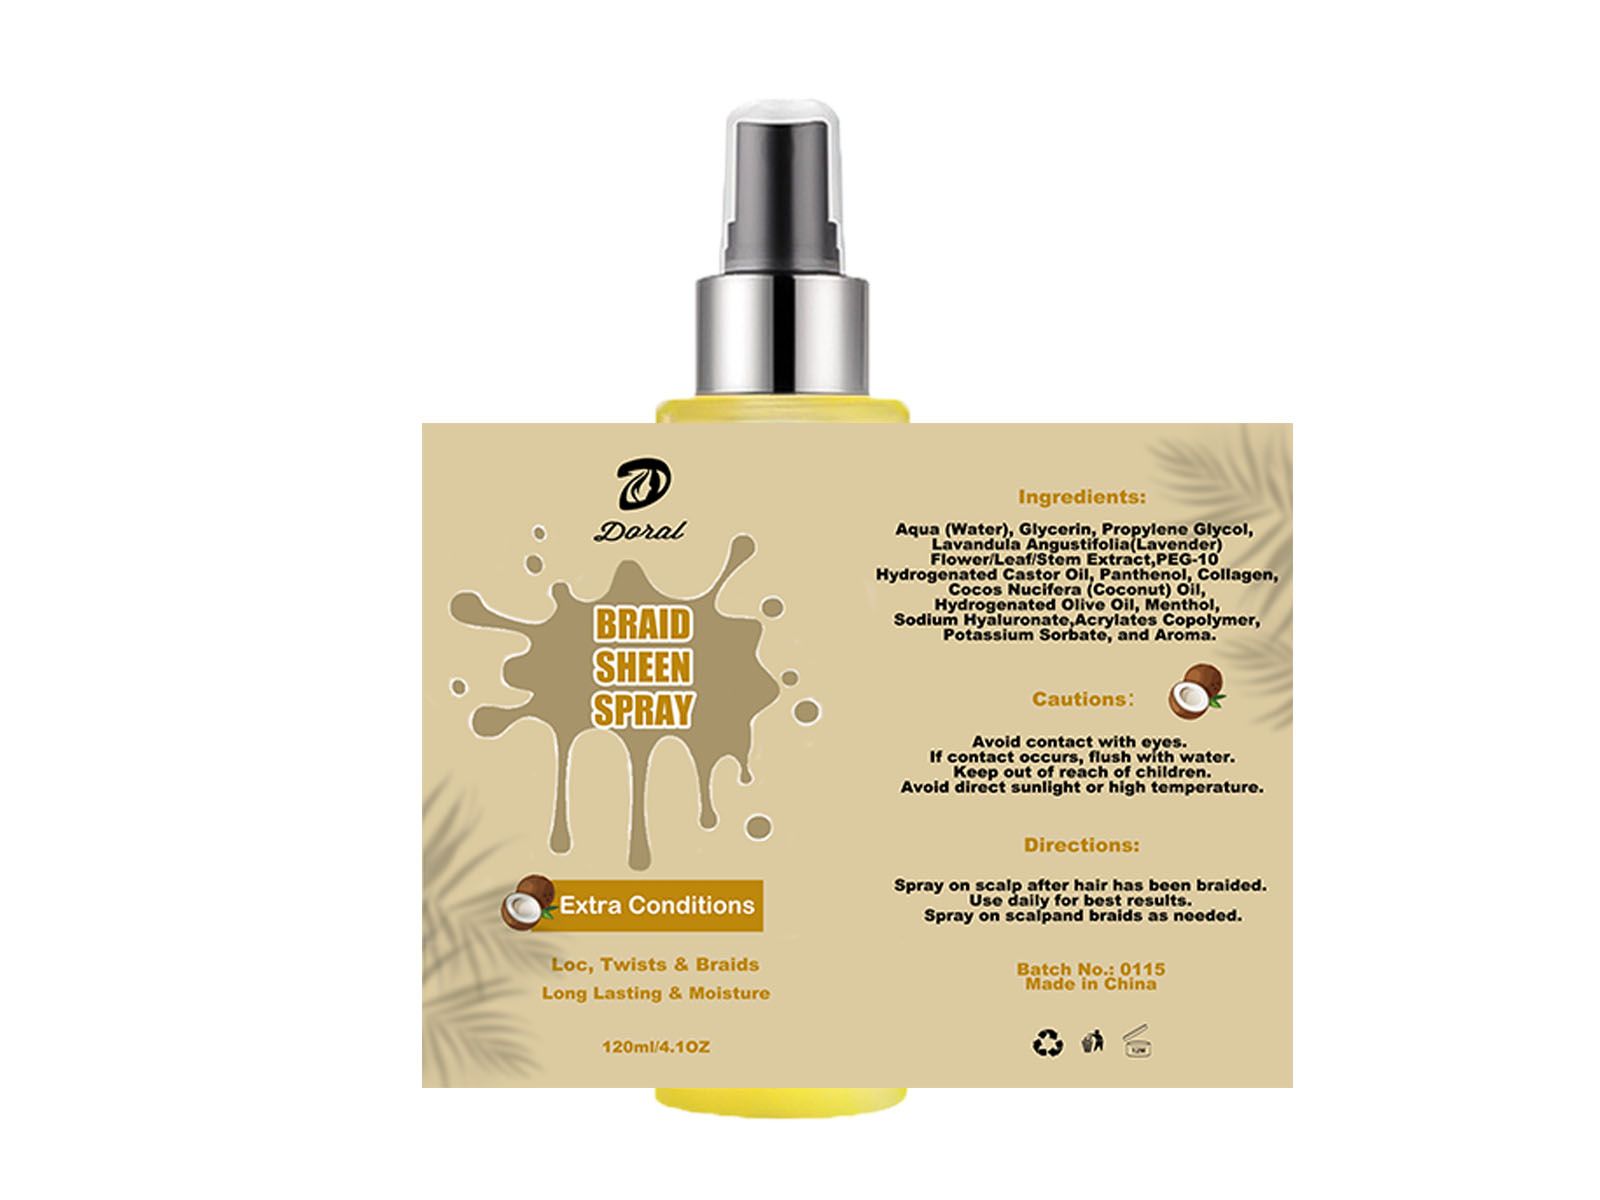 Doral
BRAID
SHEEN
SPRAY
Extra Conditions
Loc, Twists & Braids
Long Lasting & Moisture
120ml/4.1OZ
Ingredients:
Aqua (Water), Glycerin, Propylene Glycol,
Lavandula Angustifolia(Lavender)
Flower/Leaf/Stem Extract,PEG-10
Hydrogenated Castor Oil, Panthenol, Collagen,
Cocos Nucifera (Coconut) Oil,
Hydrogenated Olive Oil, Menthol,
Sodium Hyaluronate,Acrylates Copolymer,
Potassium Sorbate, and Aroma.
Cautions:
Avoid contact with eyes.
If contact occurs, flush with water.
Keep out of reach of children.
Avoid direct sunlight or high temperature.
Directions:
Spray on scalp after hair has been braided.
Use daily for best results.
Spray on scalpand braids as needed.
Batch No.: 0115
Made in China
12M